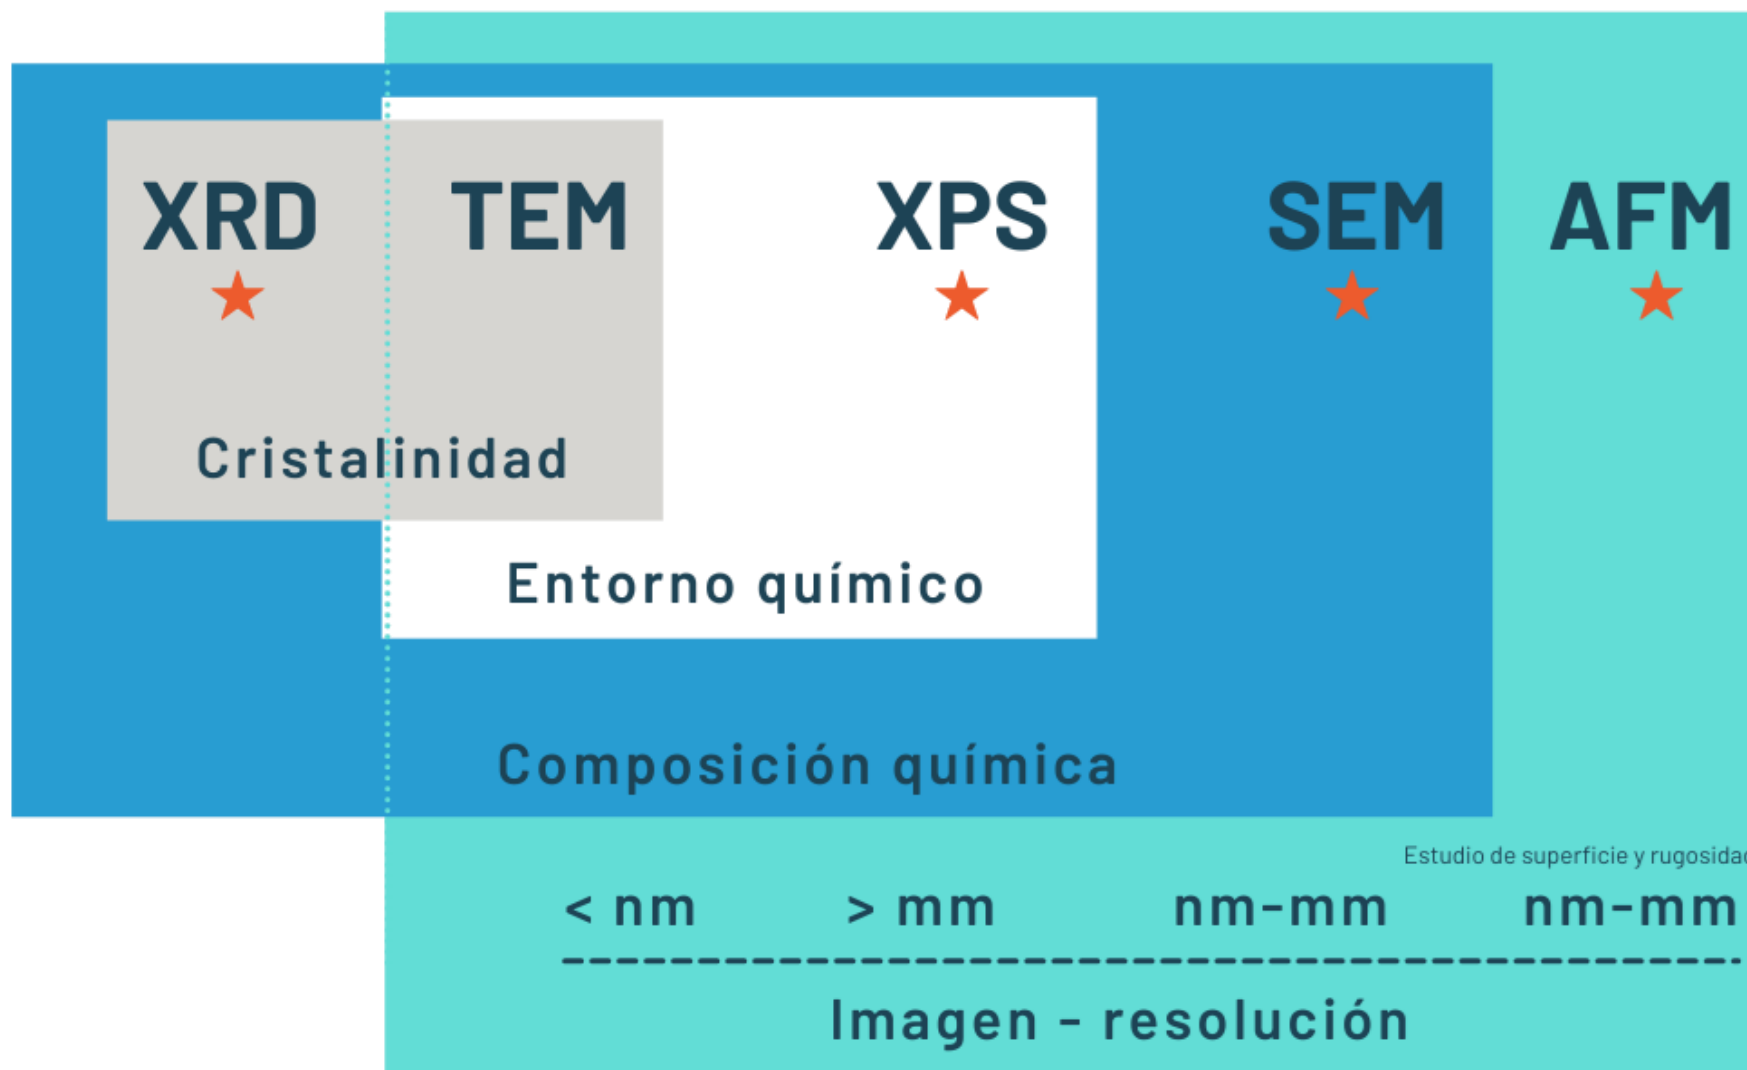 XRD TEM XPS SEM AFM
Cristalinidad
Entorno químico
Composición química
Estudio de superficie y rugosidad
< nm > mm nm-mm nm-mm
Imagen - resolución